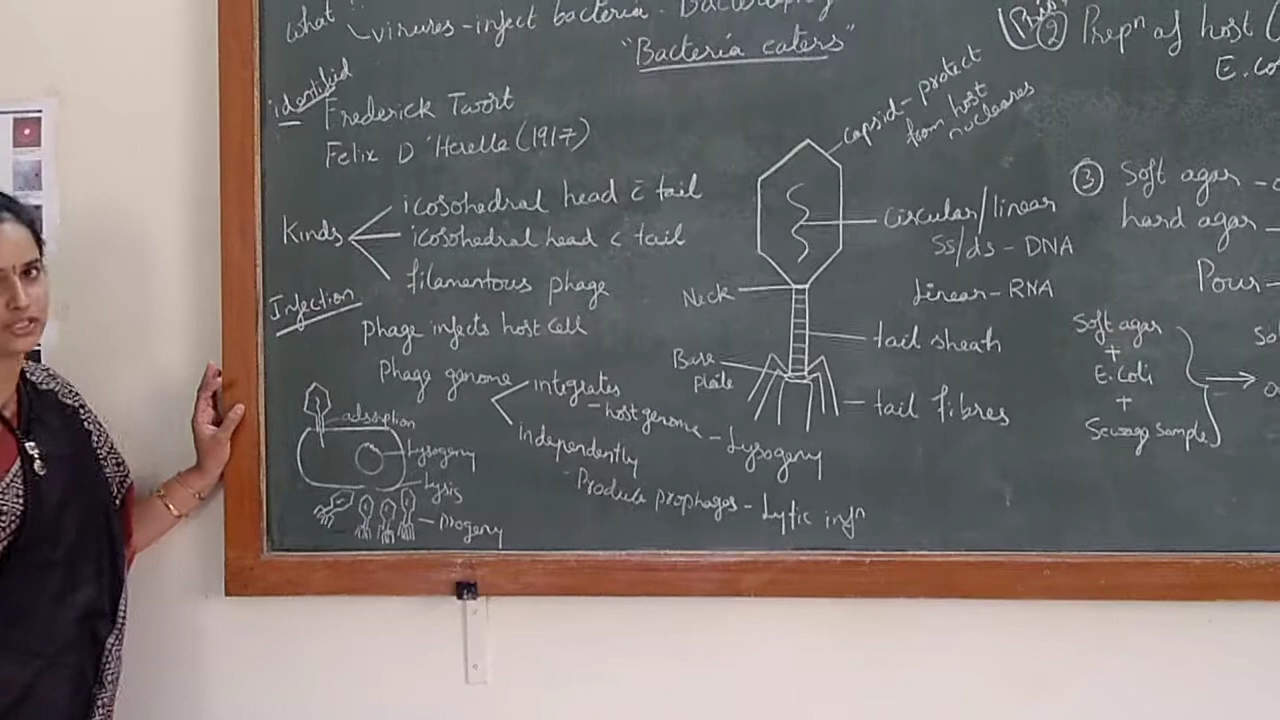 What
viruses - infect bacteria - Bacteriophag
"Bacteria eaters"
identified
Frederick Twort
Felix D'Herelle (1917)
Kinds
icosohedral head c̄ tail
icosohedral head c tail
filamentous phage
Infection
phage infects host cell
Phage genome
integrates
- host genome - Lysogeny
independently
- Produce prophages - Lytic infn
adsorption
Lysogeny
Lysis
- Progeny
capsid - protect
from host
nucleares
Circular/linear
SS/ds - DNA
Linear - RNA
Neck
tail sheath
Base
plate
tail fibres
② Prepn of host (
E. co
③ Soft agar -
hard agar -
Pour -
Soft agar
+
E. Coli
+
Sewage Sample